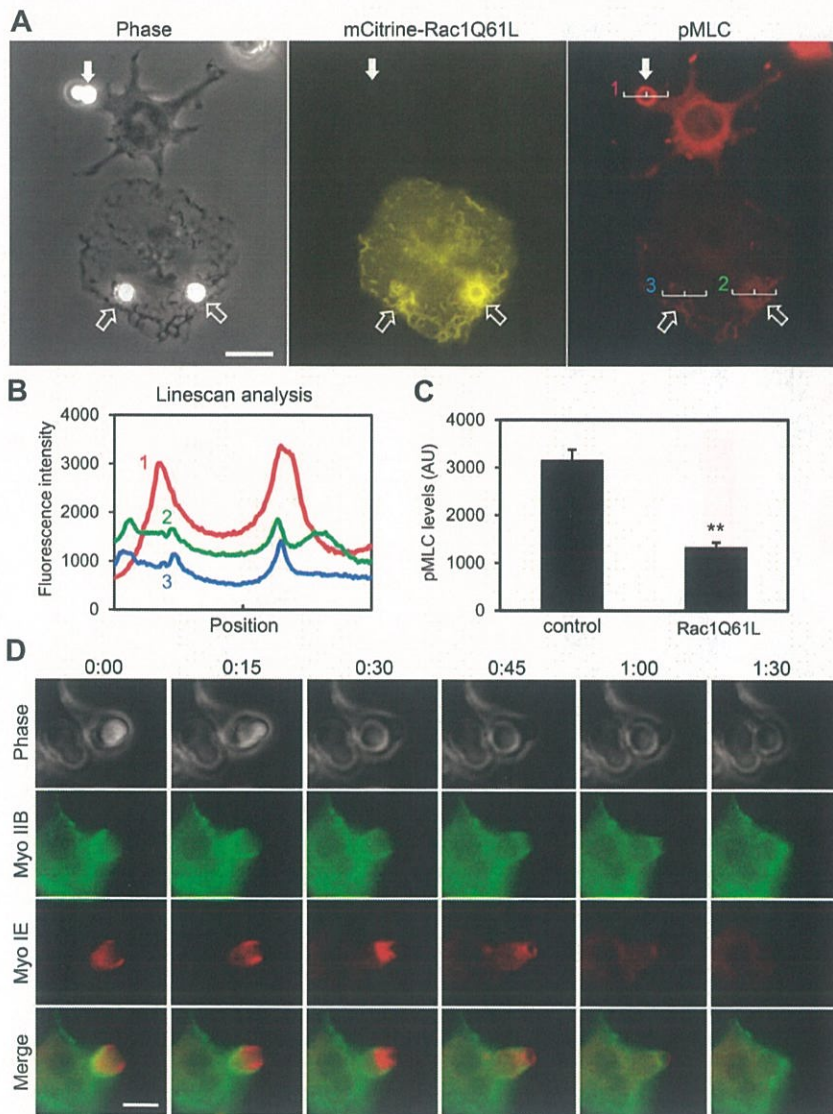 A
Phase mCitrine-Rac1Q61L pMLC
1
3 2
B
Linescan analysis
Fluorescence intensity
4000
3000
2000
1000
0
1
2
3
Position
C
pMLC levels (AU)
4000
3000
2000
1000
0
**
control Rac1Q61L
D
0:00 0:15 0:30 0:45 1:00 1:30
Phase
Myo IIB
Myo IE
Merge